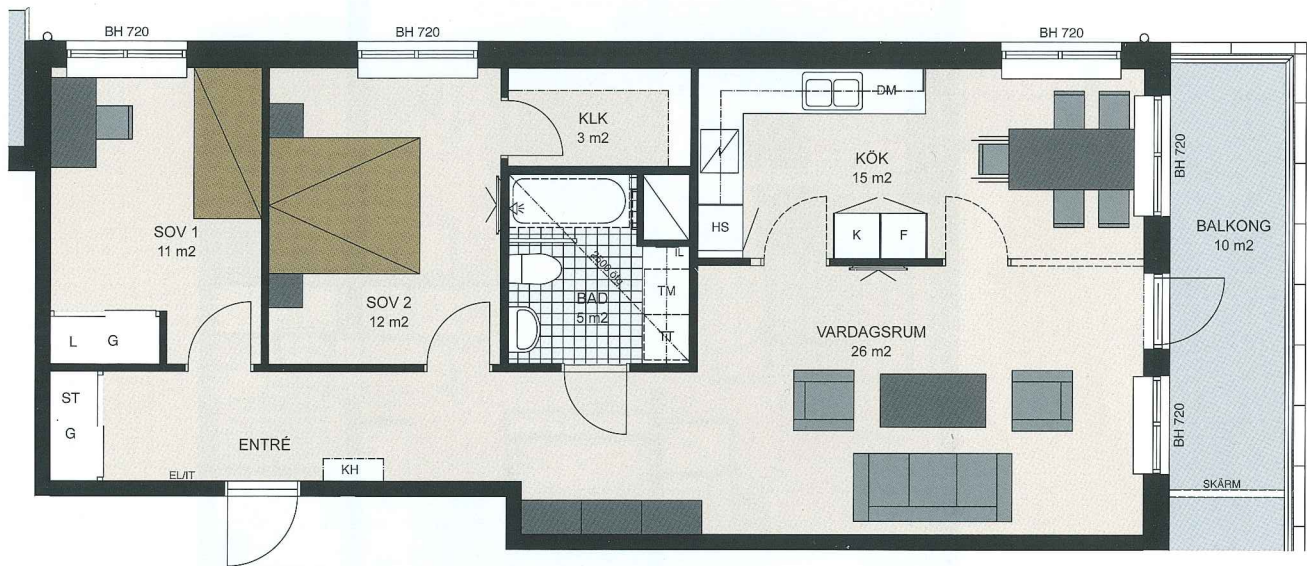 BH 720
BH 720
BH 720
KLK
3 m2
DM
KÖK
15 m2
BH 720
SOV 1
11 m2
HS
K
F
BALKONG
10 m2
IL
SOV 2
12 m2
BAD
5 m2
TM
TT
VARDAGSRUM
26 m2
L
G
ST
G
ENTRÉ
EL/IT
KH
BH 720
SKÄRM